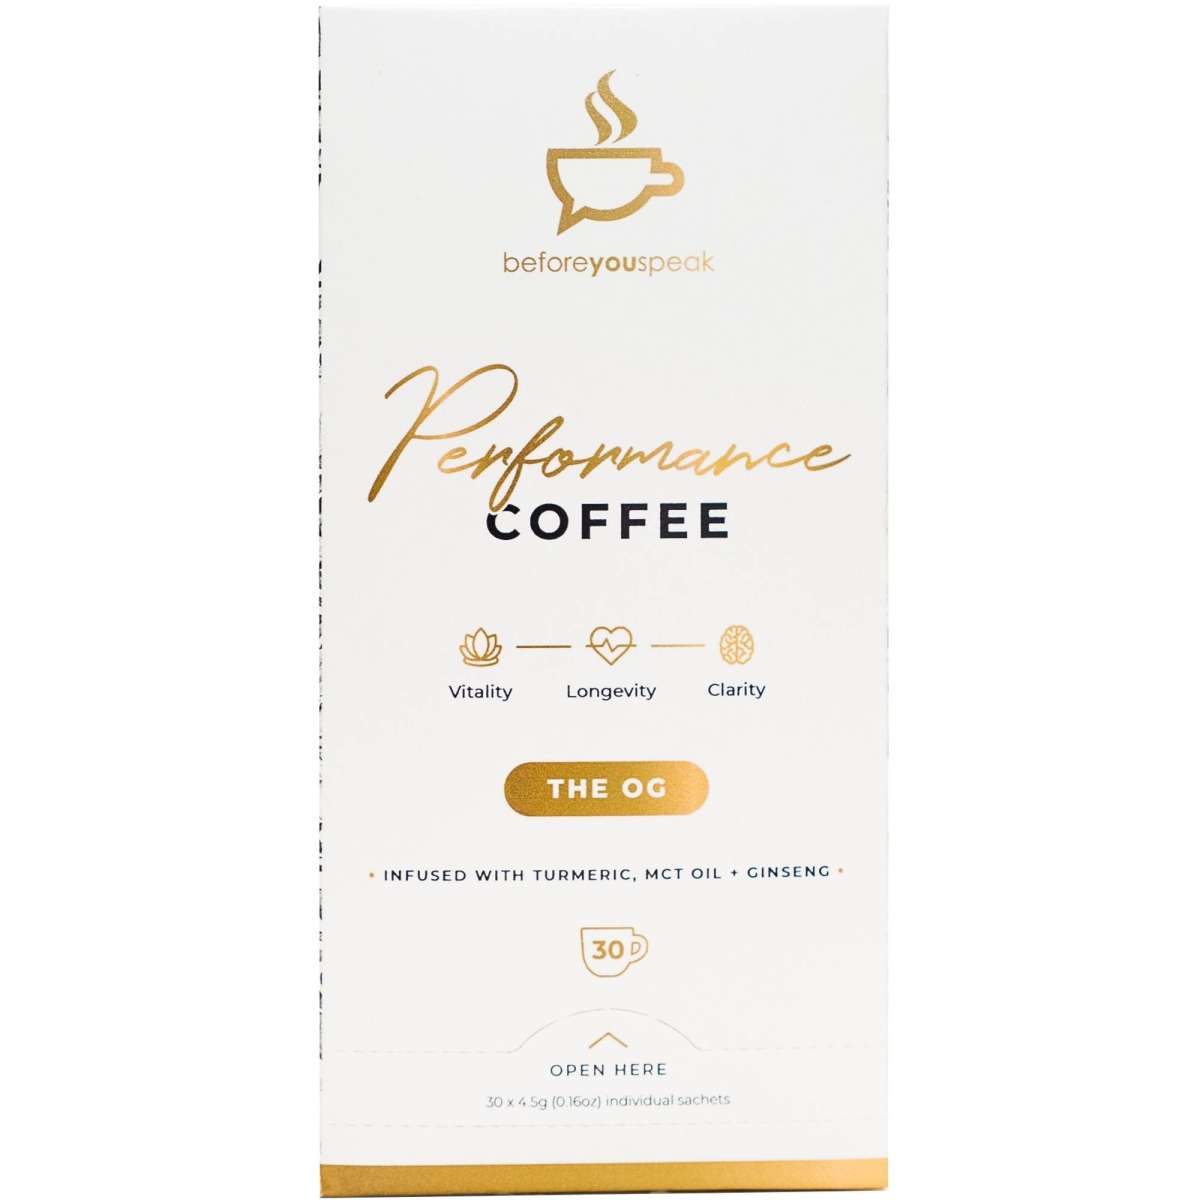 beforeyouspeak
Performance
COFFEE
Vitality Longevity Clarity
THE OG
• INFUSED WITH TURMERIC, MCT OIL + GINSENG •
30
OPEN HERE
30 x 4.5g (0.16oz) individual sachets